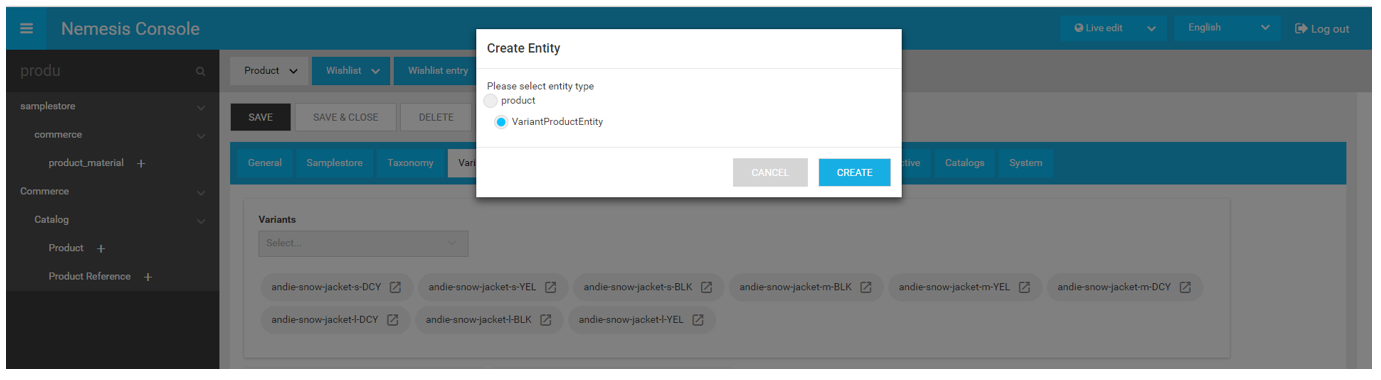 Nemesis Console
Live edit
English
Log out
produ
Product
Wishlist
Wishlist entry
samplestore
commerce
product_material +
Commerce
Catalog
Product +
Product Reference +
Create Entity
Please select entity type
product
VariantProductEntity
CANCEL
CREATE
SAVE
SAVE & CLOSE
DELETE
General
Samplestore
Taxonomy
Vari
ctive
Catalogs
System
Variants
Select...
andie-snow-jacket-s-DCY
andie-snow-jacket-s-YEL
andie-snow-jacket-s-BLK
andie-snow-jacket-m-BLK
andie-snow-jacket-m-YEL
andie-snow-jacket-m-DCY
andie-snow-jacket-l-DCY
andie-snow-jacket-l-BLK
andie-snow-jacket-l-YEL